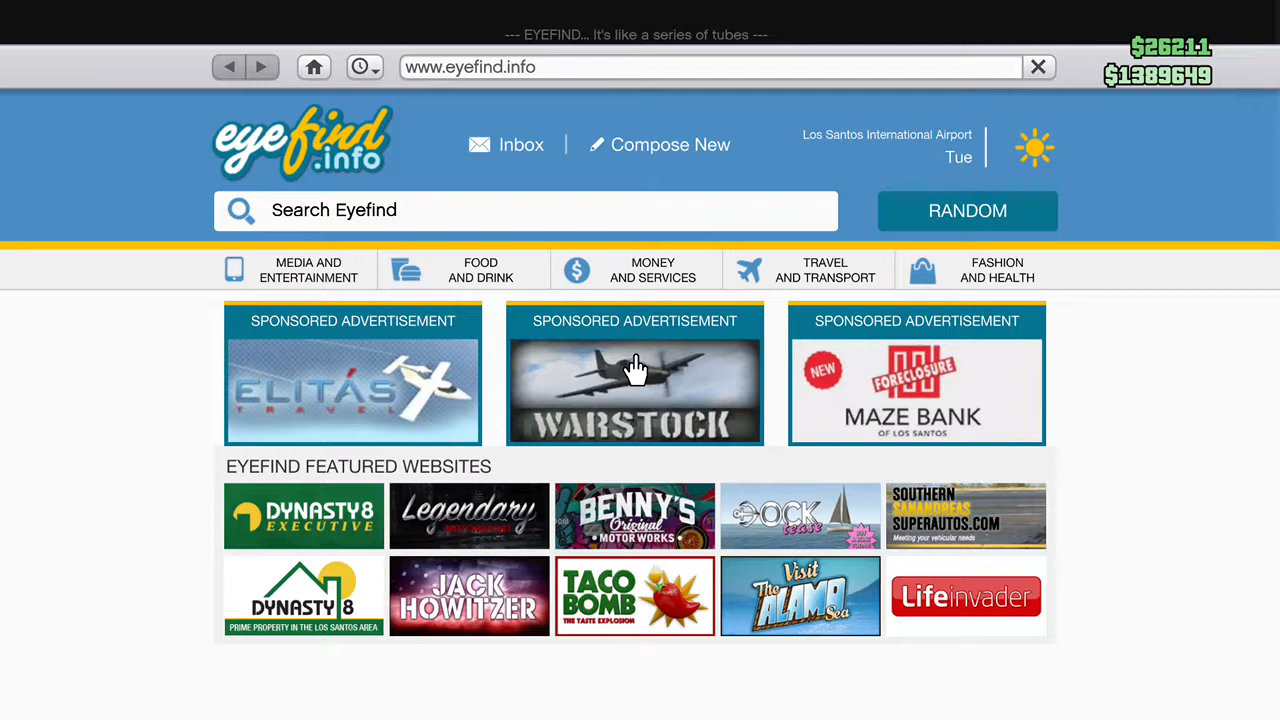 --- EYEFIND... It's like a series of tubes ---
$26211
$1389649
www.eyefind.info
eyefind
.info
Inbox
Compose New
Los Santos International Airport
Tue
Search Eyefind
RANDOM
MEDIA AND
ENTERTAINMENT
FOOD
AND DRINK
MONEY
AND SERVICES
TRAVEL
AND TRANSPORT
FASHION
AND HEALTH
SPONSORED ADVERTISEMENT
ELITÁS
TRAVEL
SPONSORED ADVERTISEMENT
WARSTOCK
SPONSORED ADVERTISEMENT
NEW
FORECLOSURE
MAZE BANK
OF LOS SANTOS
EYEFIND FEATURED WEBSITES
DYNASTY 8
EXECUTIVE
Legendary
BENNY'S
Original
MOTOR WORKS
DOCK
tease
SOUTHERN
SANANDREAS
SUPERAUTOS.COM
Meeting your vehicular needs
DYNASTY 8
PRIME PROPERTY IN THE LOS SANTOS AREA
JACK
HOWITZER
TACO
BOMB
THE TASTE EXPLOSION
Visit
The
ALAMO
Sea
Lifeinvader